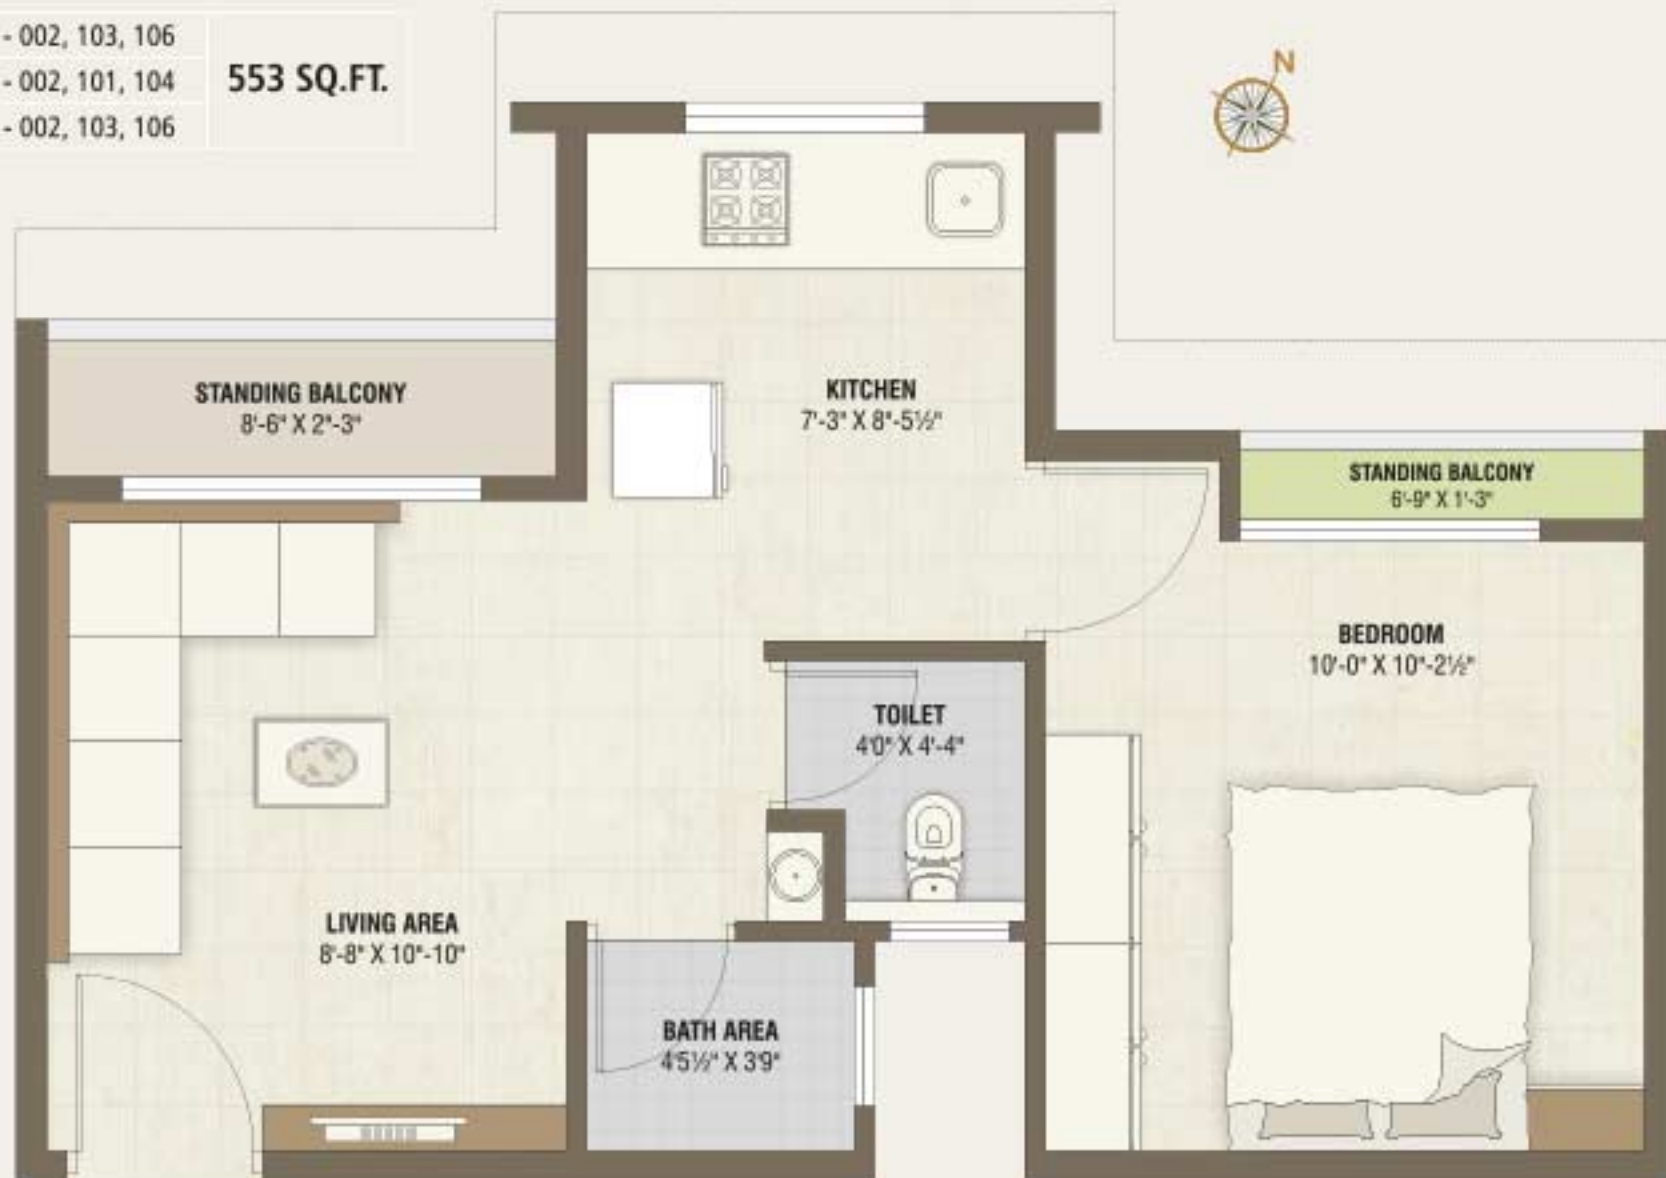 - 002, 103, 106
- 002, 101, 104
- 002, 103, 106
553 SQ.FT.
N
STANDING BALCONY
8'-6" X 2"-3"
KITCHEN
7'-3" X 8"-5½"
STANDING BALCONY
6'-9" X 1'-3"
BEDROOM
10'-0" X 10"-2½"
TOILET
4'0" X 4'-4"
LIVING AREA
8'-8" X 10"-10"
BATH AREA
4'5½" X 3'9"